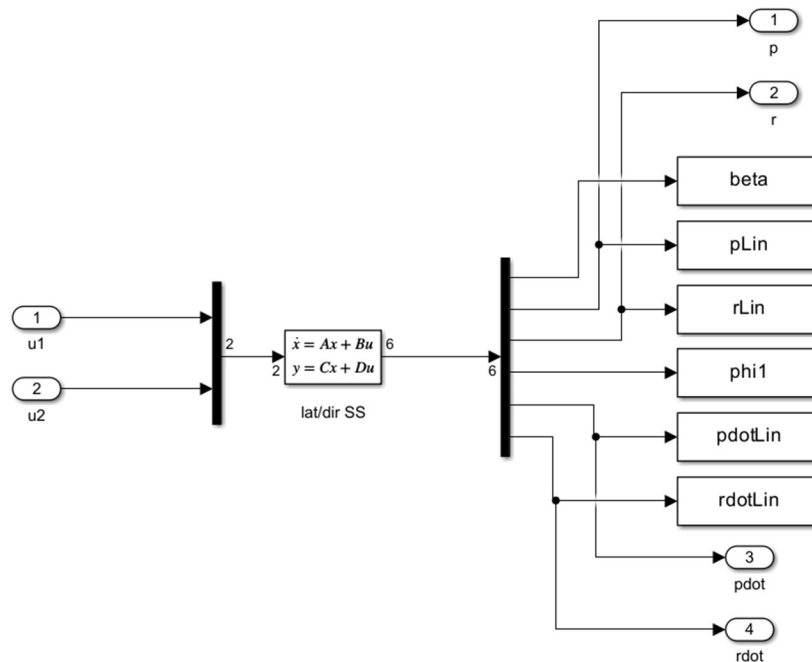 1
p
2
r
beta
pLin
1
u1
rLin
2
2
ẋ = Ax + Bu
y = Cx + Du
6
6
phi1
2
u2
lat/dir SS
pdotLin
rdotLin
3
pdot
4
rdot